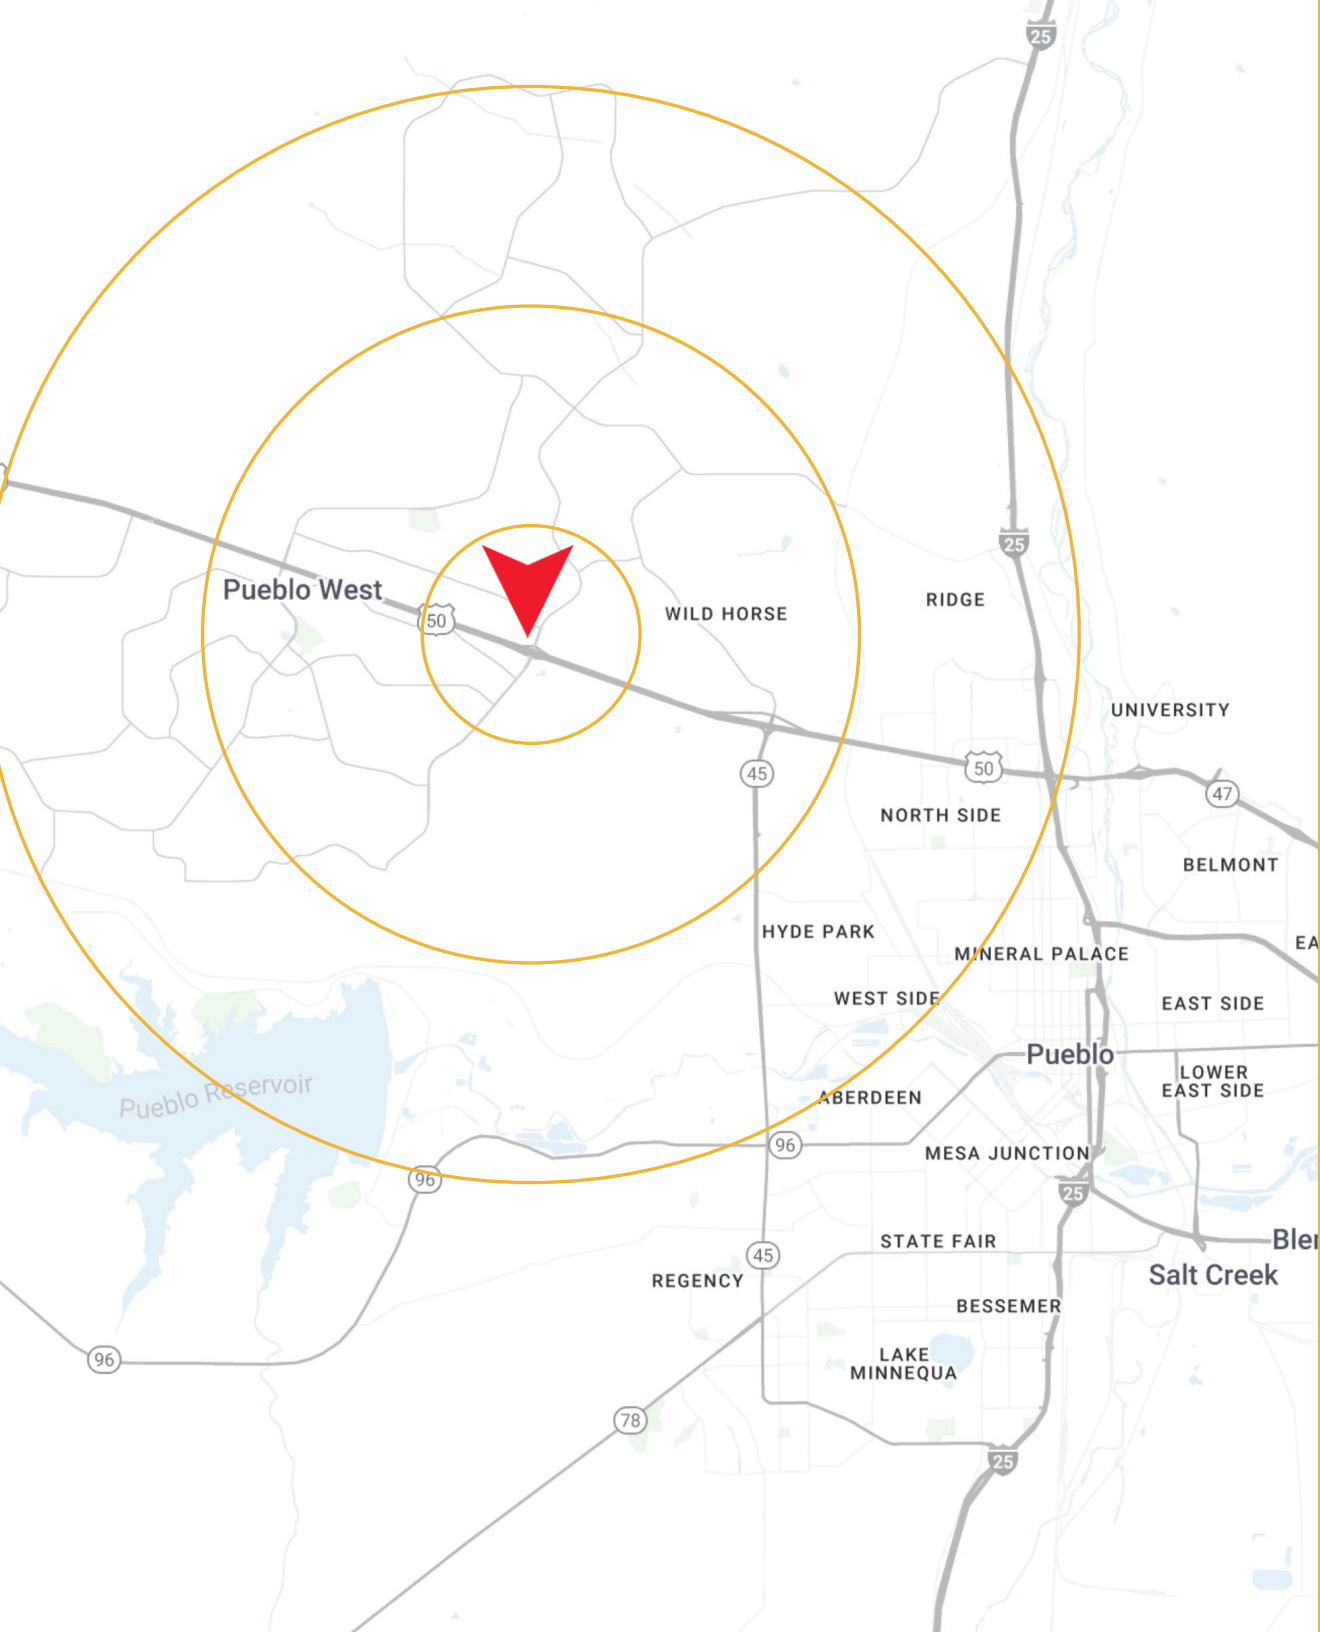 25
25
Pueblo West
50
WILD HORSE
RIDGE
UNIVERSITY
50
45
47
NORTH SIDE
BELMONT
HYDE PARK
EA
MINERAL PALACE
WEST SIDE
EAST SIDE
Pueblo
LOWER
EAST SIDE
Pueblo Reservoir
ABERDEEN
96
MESA JUNCTION
96
25
STATE FAIR
Bler
45
Salt Creek
REGENCY
BESSEMER
96
LAKE
MINNEQUA
78
25